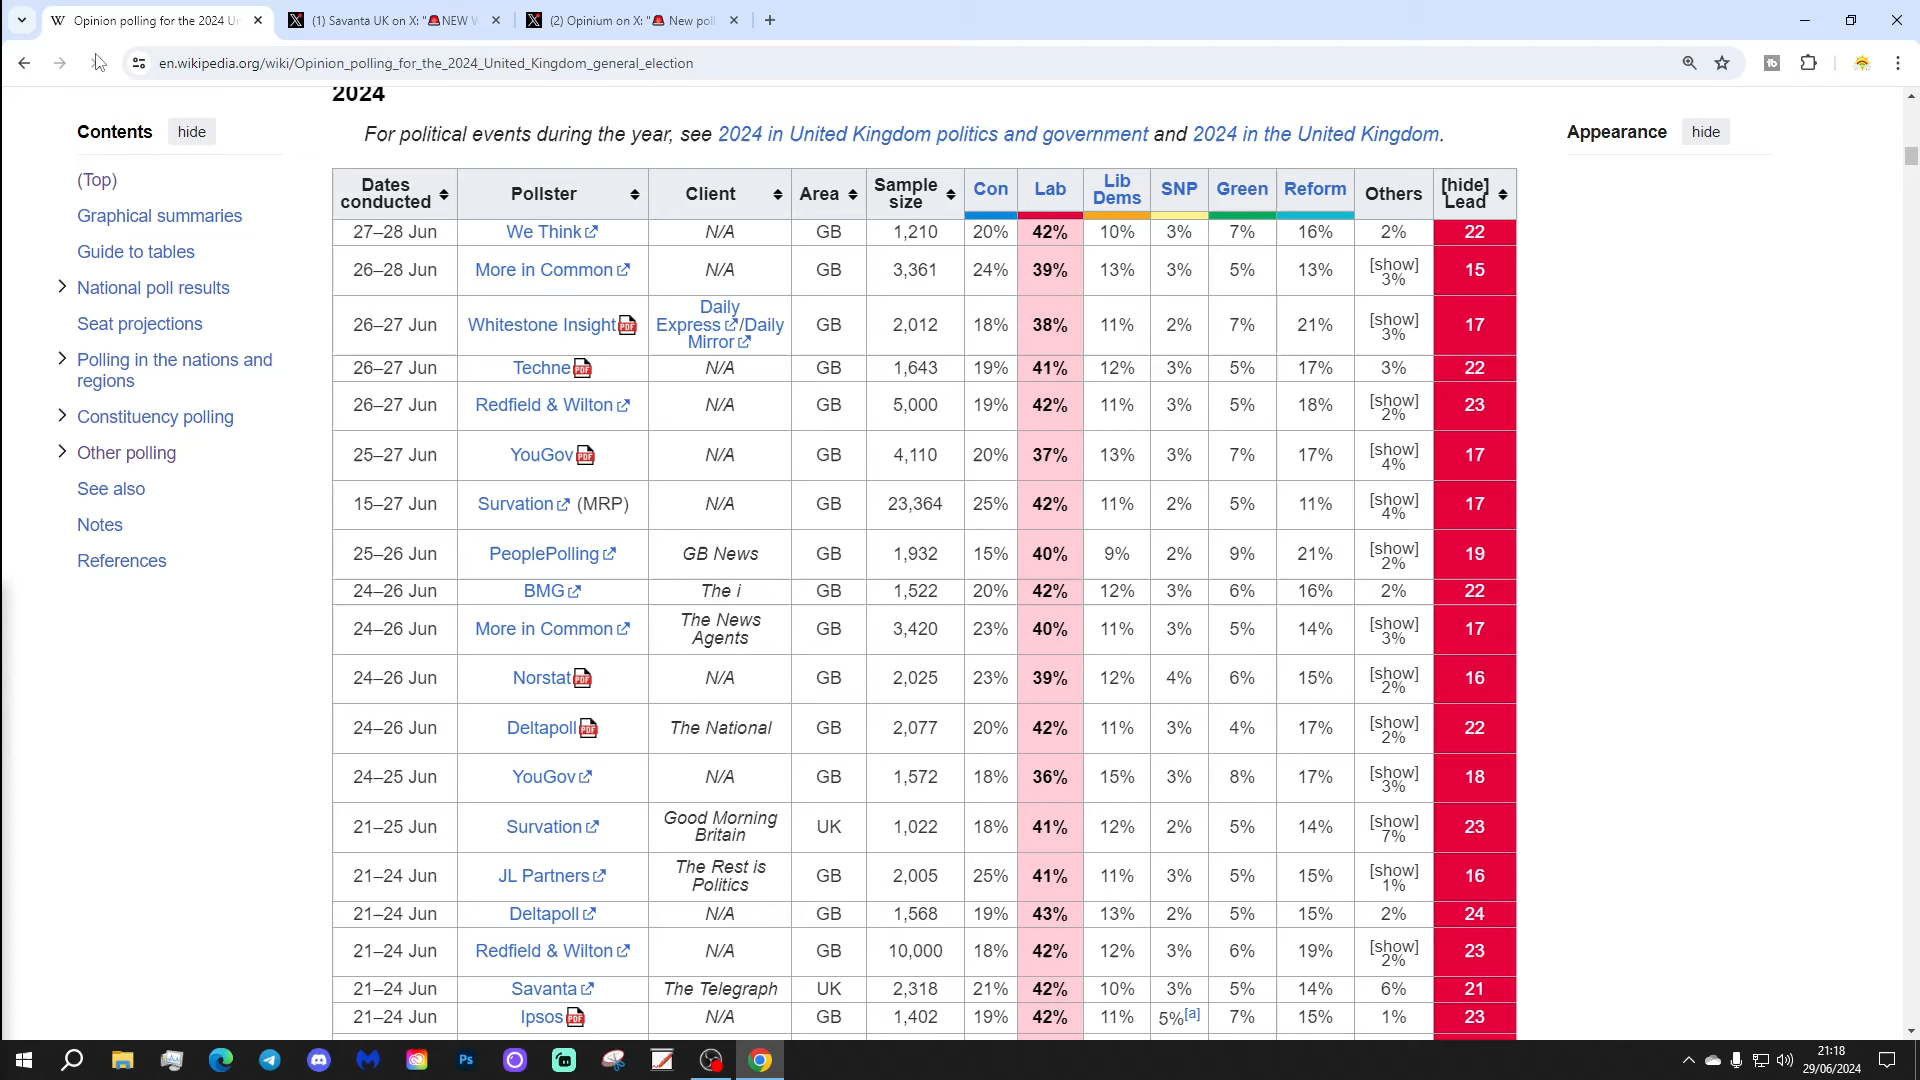 Opinion polling for the 2024 U
(1) Savanta UK on X: "🚨NEW
(2) Opinium on X: "🚨 New poll
en.wikipedia.org/wiki/Opinion_polling_for_the_2024_United_Kingdom_general_election
2024
Contents hide
(Top)
Graphical summaries
Guide to tables
National poll results
Seat projections
Polling in the nations and
regions
Constituency polling
Other polling
See also
Notes
References
For political events during the year, see 2024 in United Kingdom politics and government and 2024 in the United Kingdom.
Appearance hide
Dates conducted Pollster Client Area Sample size Con Lab Lib Dems SNP Green Reform Others [hide] Lead
27–28 Jun We Think N/A GB 1,210 20% 42% 10% 3% 7% 16% 2% 22
26–28 Jun More in Common N/A GB 3,361 24% 39% 13% 3% 5% 13% [show] 3% 15
26–27 Jun Whitestone Insight Daily Express/Daily Mirror GB 2,012 18% 38% 11% 2% 7% 21% [show] 3% 17
26–27 Jun Techne N/A GB 1,643 19% 41% 12% 3% 5% 17% 3% 22
26–27 Jun Redfield & Wilton N/A GB 5,000 19% 42% 11% 3% 5% 18% [show] 2% 23
25–27 Jun YouGov N/A GB 4,110 20% 37% 13% 3% 7% 17% [show] 4% 17
15–27 Jun Survation (MRP) N/A GB 23,364 25% 42% 11% 2% 5% 11% [show] 4% 17
25–26 Jun PeoplePolling GB News GB 1,932 15% 40% 9% 2% 9% 21% [show] 2% 19
24–26 Jun BMG The i GB 1,522 20% 42% 12% 3% 6% 16% 2% 22
24–26 Jun More in Common The News Agents GB 3,420 23% 40% 11% 3% 5% 14% [show] 3% 17
24–26 Jun Norstat N/A GB 2,025 23% 39% 12% 4% 6% 15% [show] 2% 16
24–26 Jun Deltapoll The National GB 2,077 20% 42% 11% 3% 4% 17% [show] 2% 22
24–25 Jun YouGov N/A GB 1,572 18% 36% 15% 3% 8% 17% [show] 3% 18
21–25 Jun Survation Good Morning Britain UK 1,022 18% 41% 12% 2% 5% 14% [show] 7% 23
21–24 Jun JL Partners The Rest is Politics GB 2,005 25% 41% 11% 3% 5% 15% [show] 1% 16
21–24 Jun Deltapoll N/A GB 1,568 19% 43% 13% 2% 5% 15% 2% 24
21–24 Jun Redfield & Wilton N/A GB 10,000 18% 42% 12% 3% 6% 19% [show] 2% 23
21–24 Jun Savanta The Telegraph UK 2,318 21% 42% 10% 3% 5% 14% 6% 21
21–24 Jun Ipsos N/A GB 1,402 19% 42% 11% 5%[a] 7% 15% 1% 23
21:18
29/06/2024